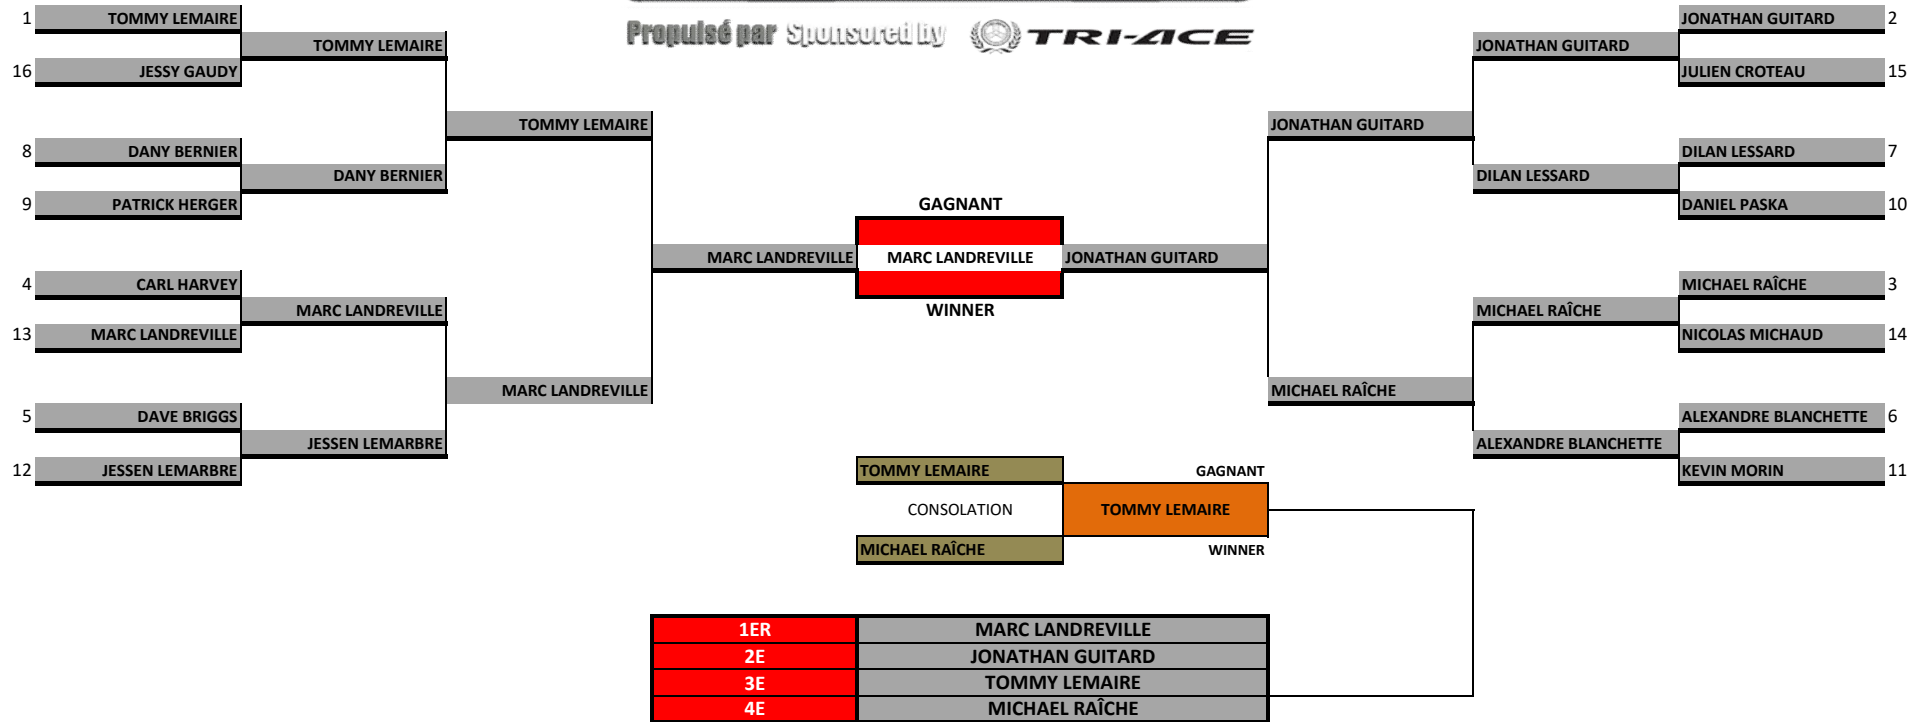 Propulsé par Sponsored by TRI-ACE
1 TOMMY LEMAIRE
TOMMY LEMAIRE
16 JESSY GAUDY
TOMMY LEMAIRE
8 DANY BERNIER
DANY BERNIER
9 PATRICK HERGER
MARC LANDREVILLE
4 CARL HARVEY
MARC LANDREVILLE
13 MARC LANDREVILLE
MARC LANDREVILLE
5 DAVE BRIGGS
JESSEN LEMARBRE
12 JESSEN LEMARBRE
GAGNANT
MARC LANDREVILLE
WINNER
JONATHAN GUITARD 2
JONATHAN GUITARD
JULIEN CROTEAU 15
JONATHAN GUITARD
DILAN LESSARD 7
DILAN LESSARD
DANIEL PASKA 10
JONATHAN GUITARD
MICHAEL RAÎCHE 3
MICHAEL RAÎCHE
NICOLAS MICHAUD 14
MICHAEL RAÎCHE
ALEXANDRE BLANCHETTE 6
ALEXANDRE BLANCHETTE
KEVIN MORIN 11
TOMMY LEMAIRE GAGNANT
CONSOLATION TOMMY LEMAIRE
MICHAEL RAÎCHE WINNER
1ER MARC LANDREVILLE
2E JONATHAN GUITARD
3E TOMMY LEMAIRE
4E MICHAEL RAÎCHE